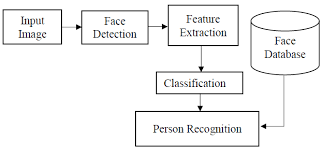 Input
Image
Face
Detection
Feature
Extraction
Face
Database
Classification
Person Recognition